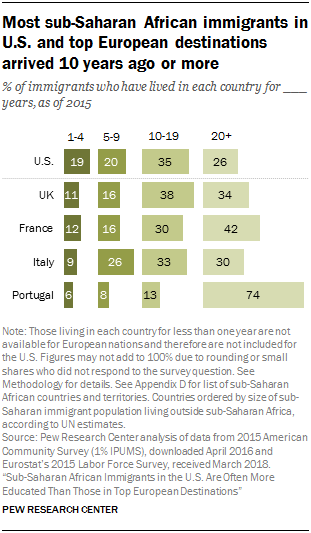 Most sub-Saharan African immigrants in
U.S. and top European destinations
arrived 10 years ago or more
% of immigrants who have lived in each country for ___
years, as of 2015
1-4 5-9 10-19 20+
U.S. 19 20 35 26
UK 11 16 38 34
France 12 16 30 42
Italy 9 26 33 30
Portugal 6 8 13 74
Note: Those living in each country for less than one year are not
available for European nations and therefore are not included for
the U.S. Figures may not add to 100% due to rounding or small
shares who did not respond to the survey question. See
Methodology for details. See Appendix D for list of sub-Saharan
African countries and territories. Countries ordered by size of sub-
Saharan immigrant population living outside sub-Saharan Africa,
according to UN estimates.
Source: Pew Research Center analysis of data from 2015 American
Community Survey (1% IPUMS), downloaded April 2016 and
Eurostat's 2015 Labor Force Survey, received March 2018.
"Sub-Saharan African Immigrants in the U.S. Are Often More
Educated Than Those in Top European Destinations"
PEW RESEARCH CENTER